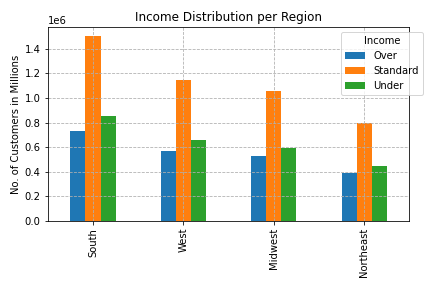 Income Distribution per Region
1e6
No. of Customers in Millions
1.4
1.2
1.0
0.8
0.6
0.4
0.2
0.0
Income
Over
Standard
Under
South
West
Midwest
Northeast